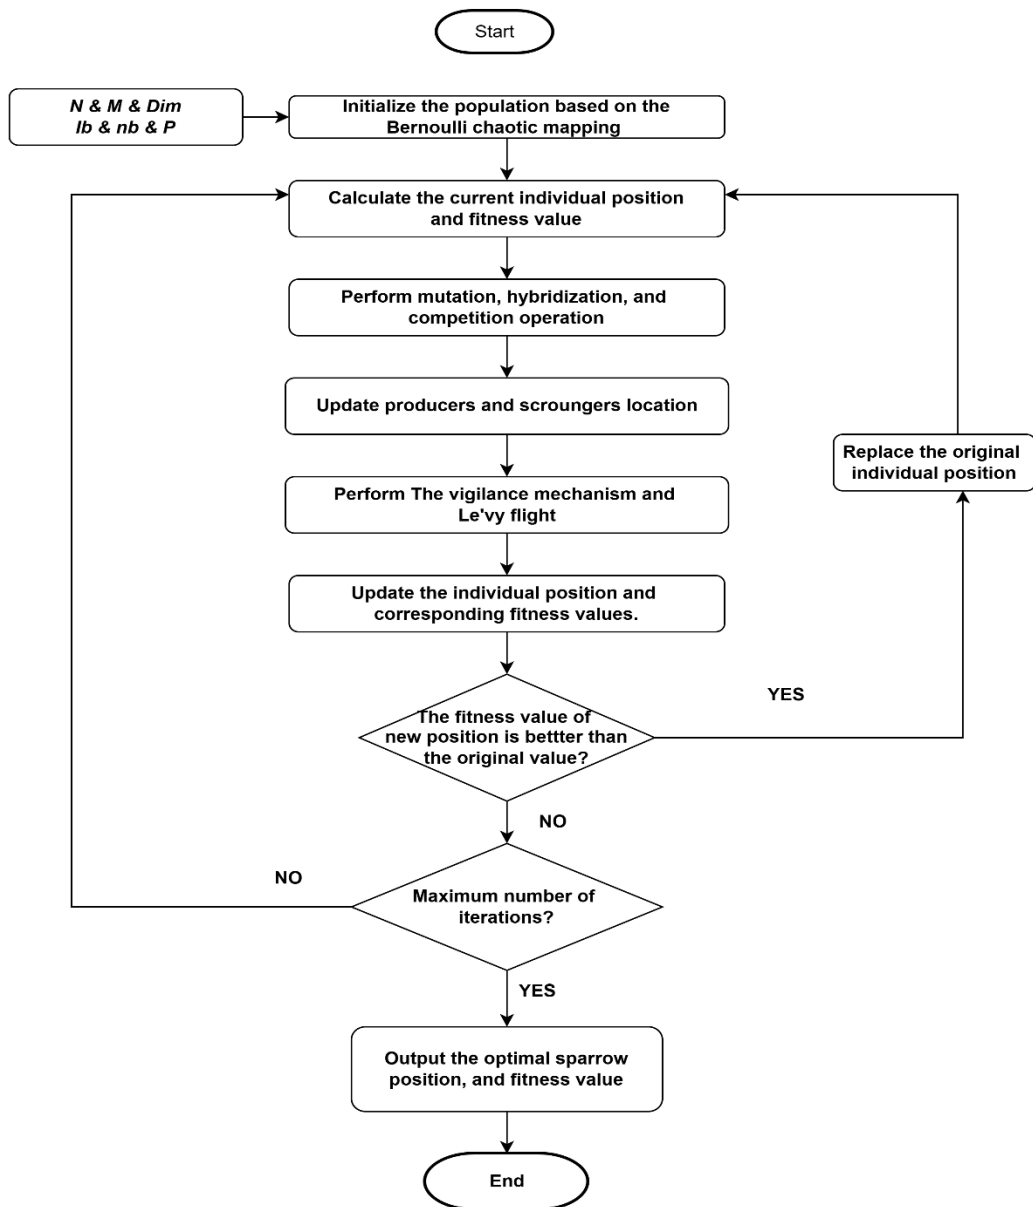 Start
N & M & Dim
lb & nb & P
Initialize the population based on the
Bernoulli chaotic mapping
Calculate the current individual position
and fitness value
Perform mutation, hybridization, and
competition operation
Update producers and scroungers location
Replace the original
individual position
Perform The vigilance mechanism and
Le'vy flight
Update the individual position and
corresponding fitness values.
YES
The fitness value of
new position is bettter than
the original value?
NO
NO
Maximum number of
iterations?
YES
Output the optimal sparrow
position, and fitness value
End